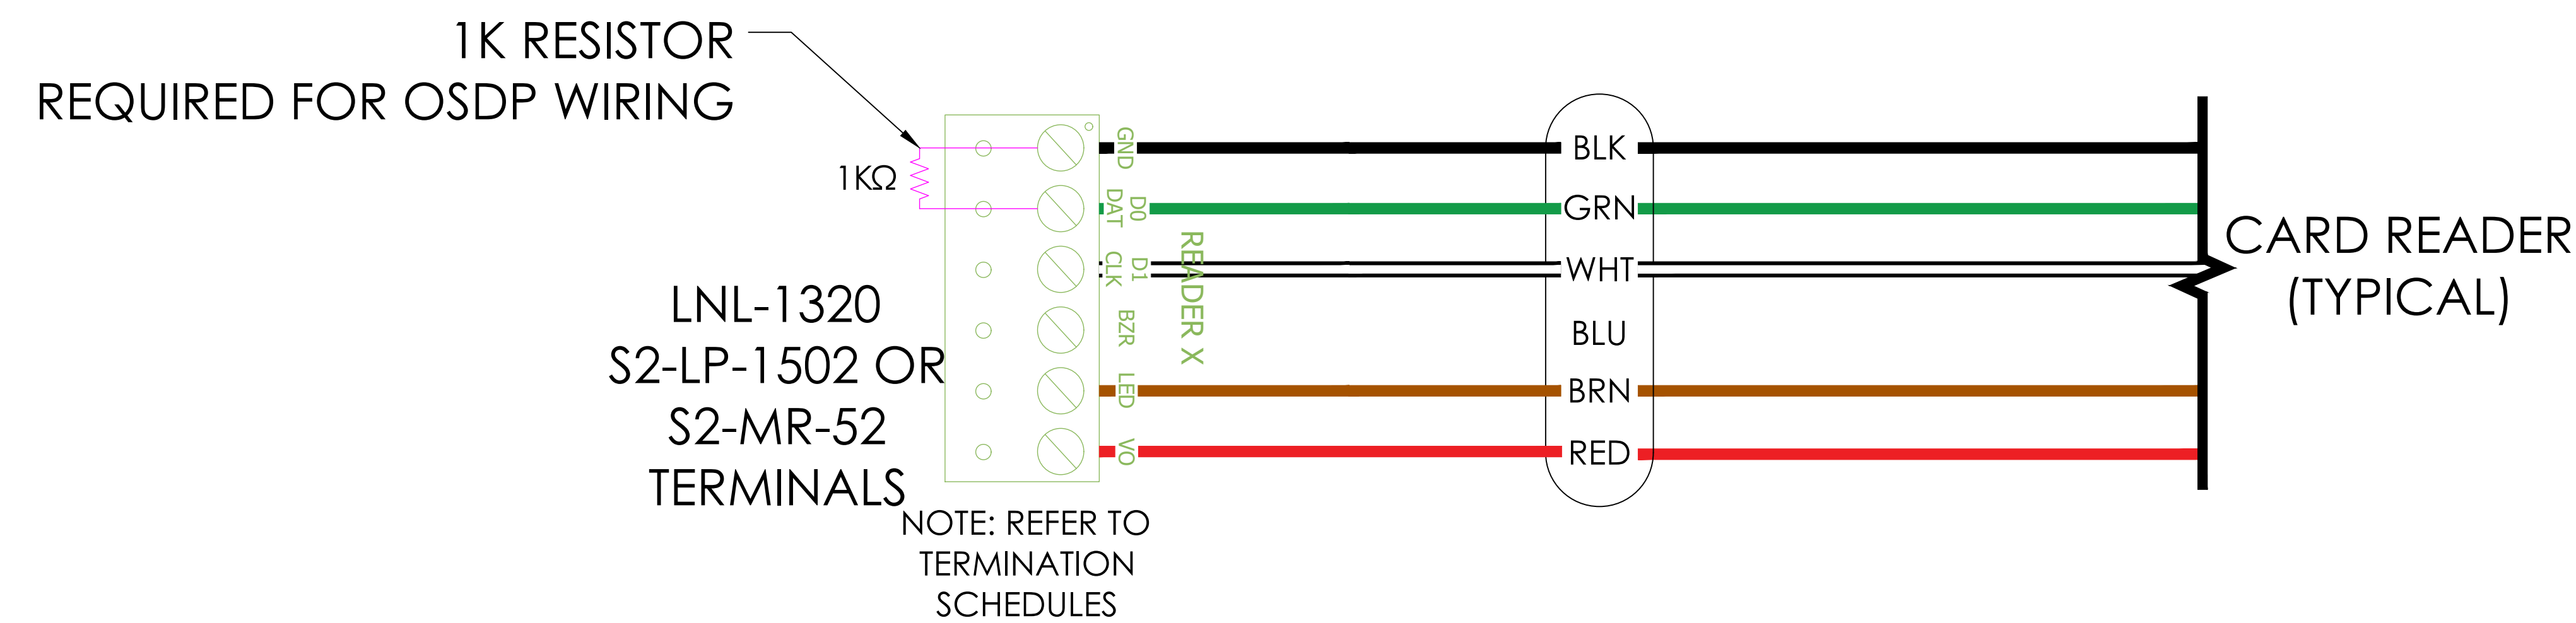 1K RESISTOR
REQUIRED FOR OSDP WIRING
1KΩ
GND
D0
DAT
D1
CLK
BZR
LED
VO
READER X
BLK
GRN
WHT
BLU
BRN
RED
CARD READER
(TYPICAL)
LNL-1320
S2-LP-1502 OR
S2-MR-52
TERMINALS
NOTE: REFER TO
TERMINATION
SCHEDULES